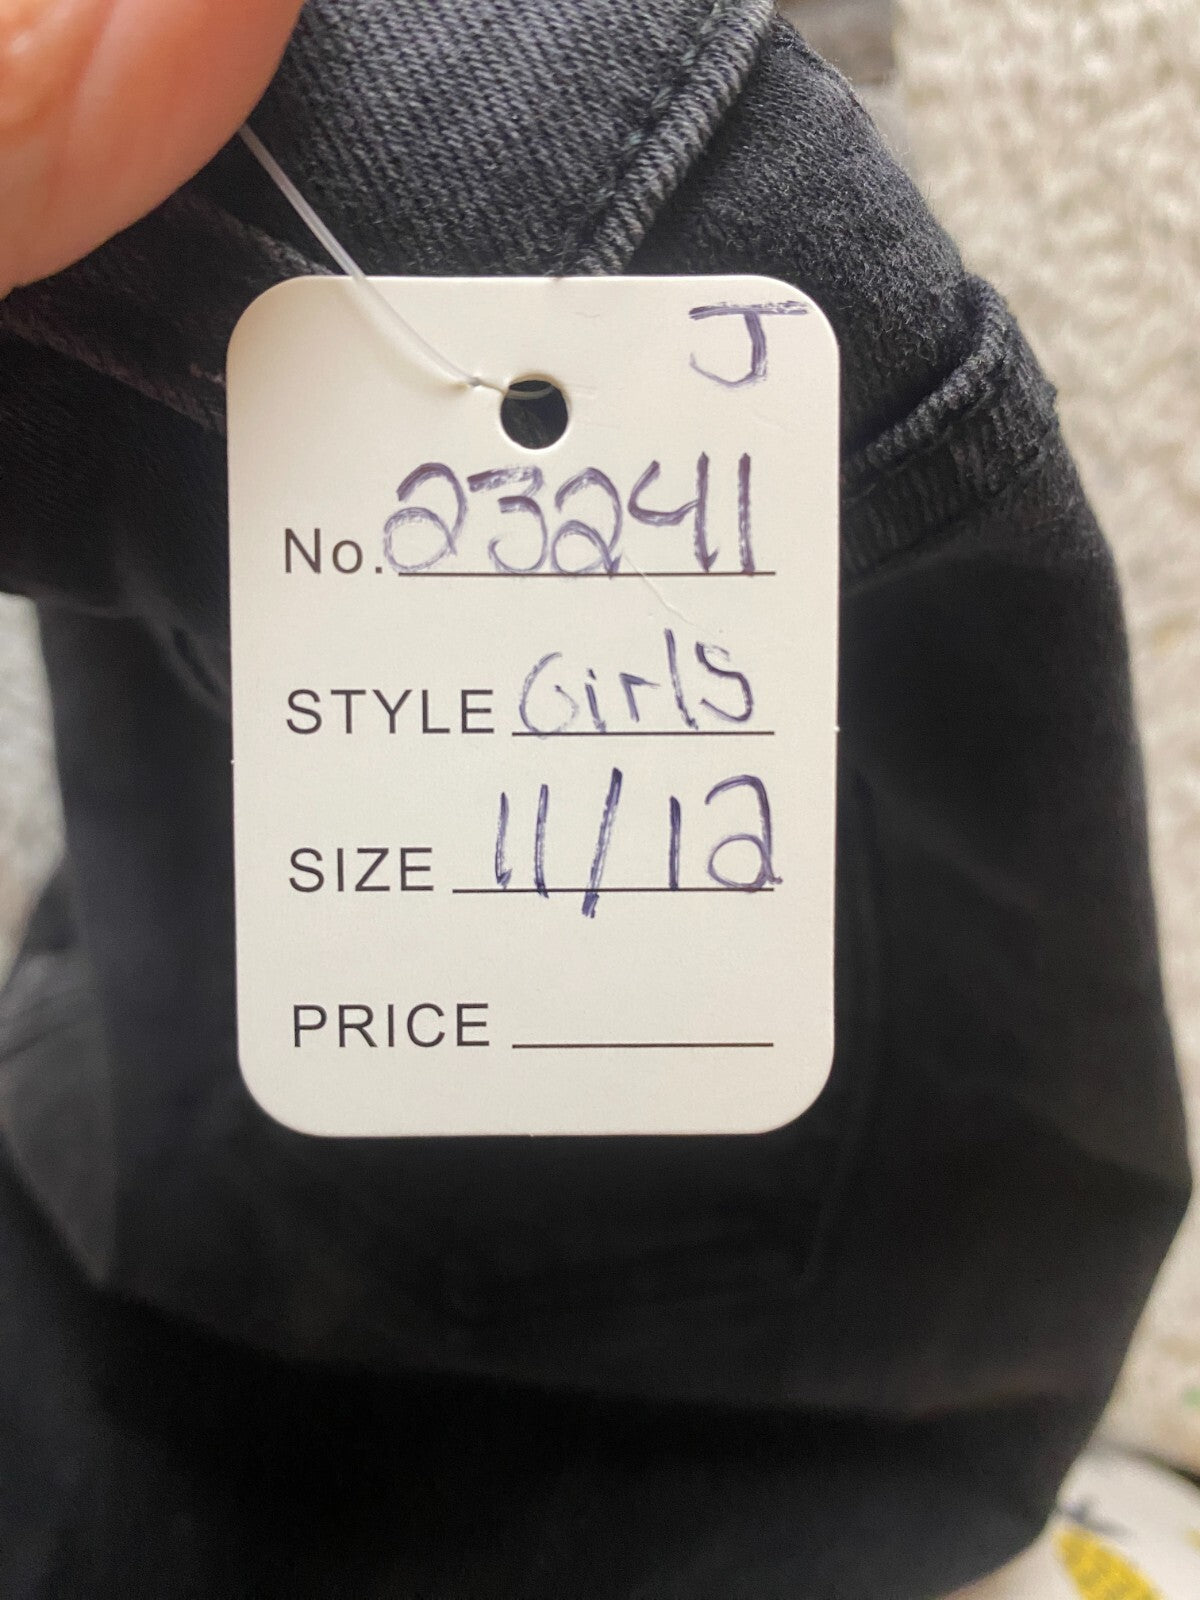 J
No. 23241
STYLE Girls
SIZE 11/12
PRICE